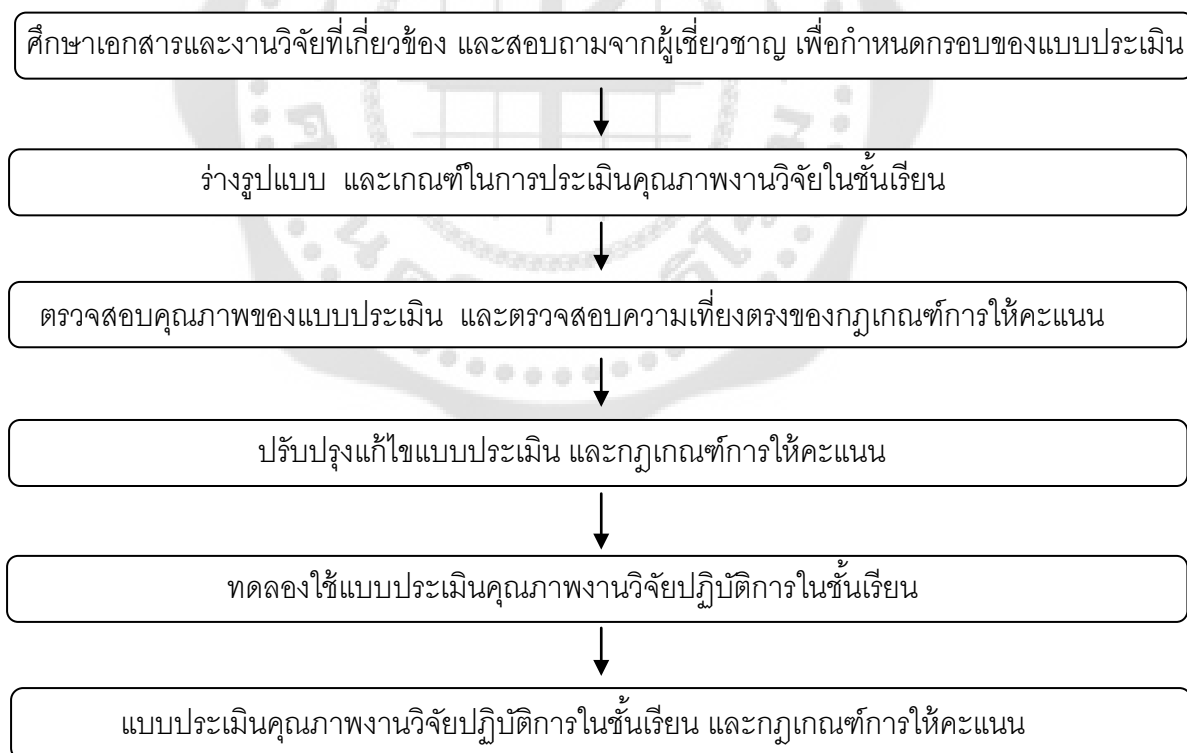 ศึกษาเอกสารและงานวิจัยที่เกี่ยวข้อง และสอบถามจากผู้เชี่ยวชาญ เพื่อกำหนดกรอบของแบบประเมิน
ร่างรูปแบบ และเกณฑ์ในการประเมินคุณภาพงานวิจัยในชั้นเรียน
ตรวจสอบคุณภาพของแบบประเมิน และตรวจสอบความเที่ยงตรงของกฎเกณฑ์การให้คะแนน
ปรับปรุงแก้ไขแบบประเมิน และกฎเกณฑ์การให้คะแนน
ทดลองใช้แบบประเมินคุณภาพงานวิจัยปฏิบัติการในชั้นเรียน
แบบประเมินคุณภาพงานวิจัยปฏิบัติการในชั้นเรียน และกฎเกณฑ์การให้คะแนน